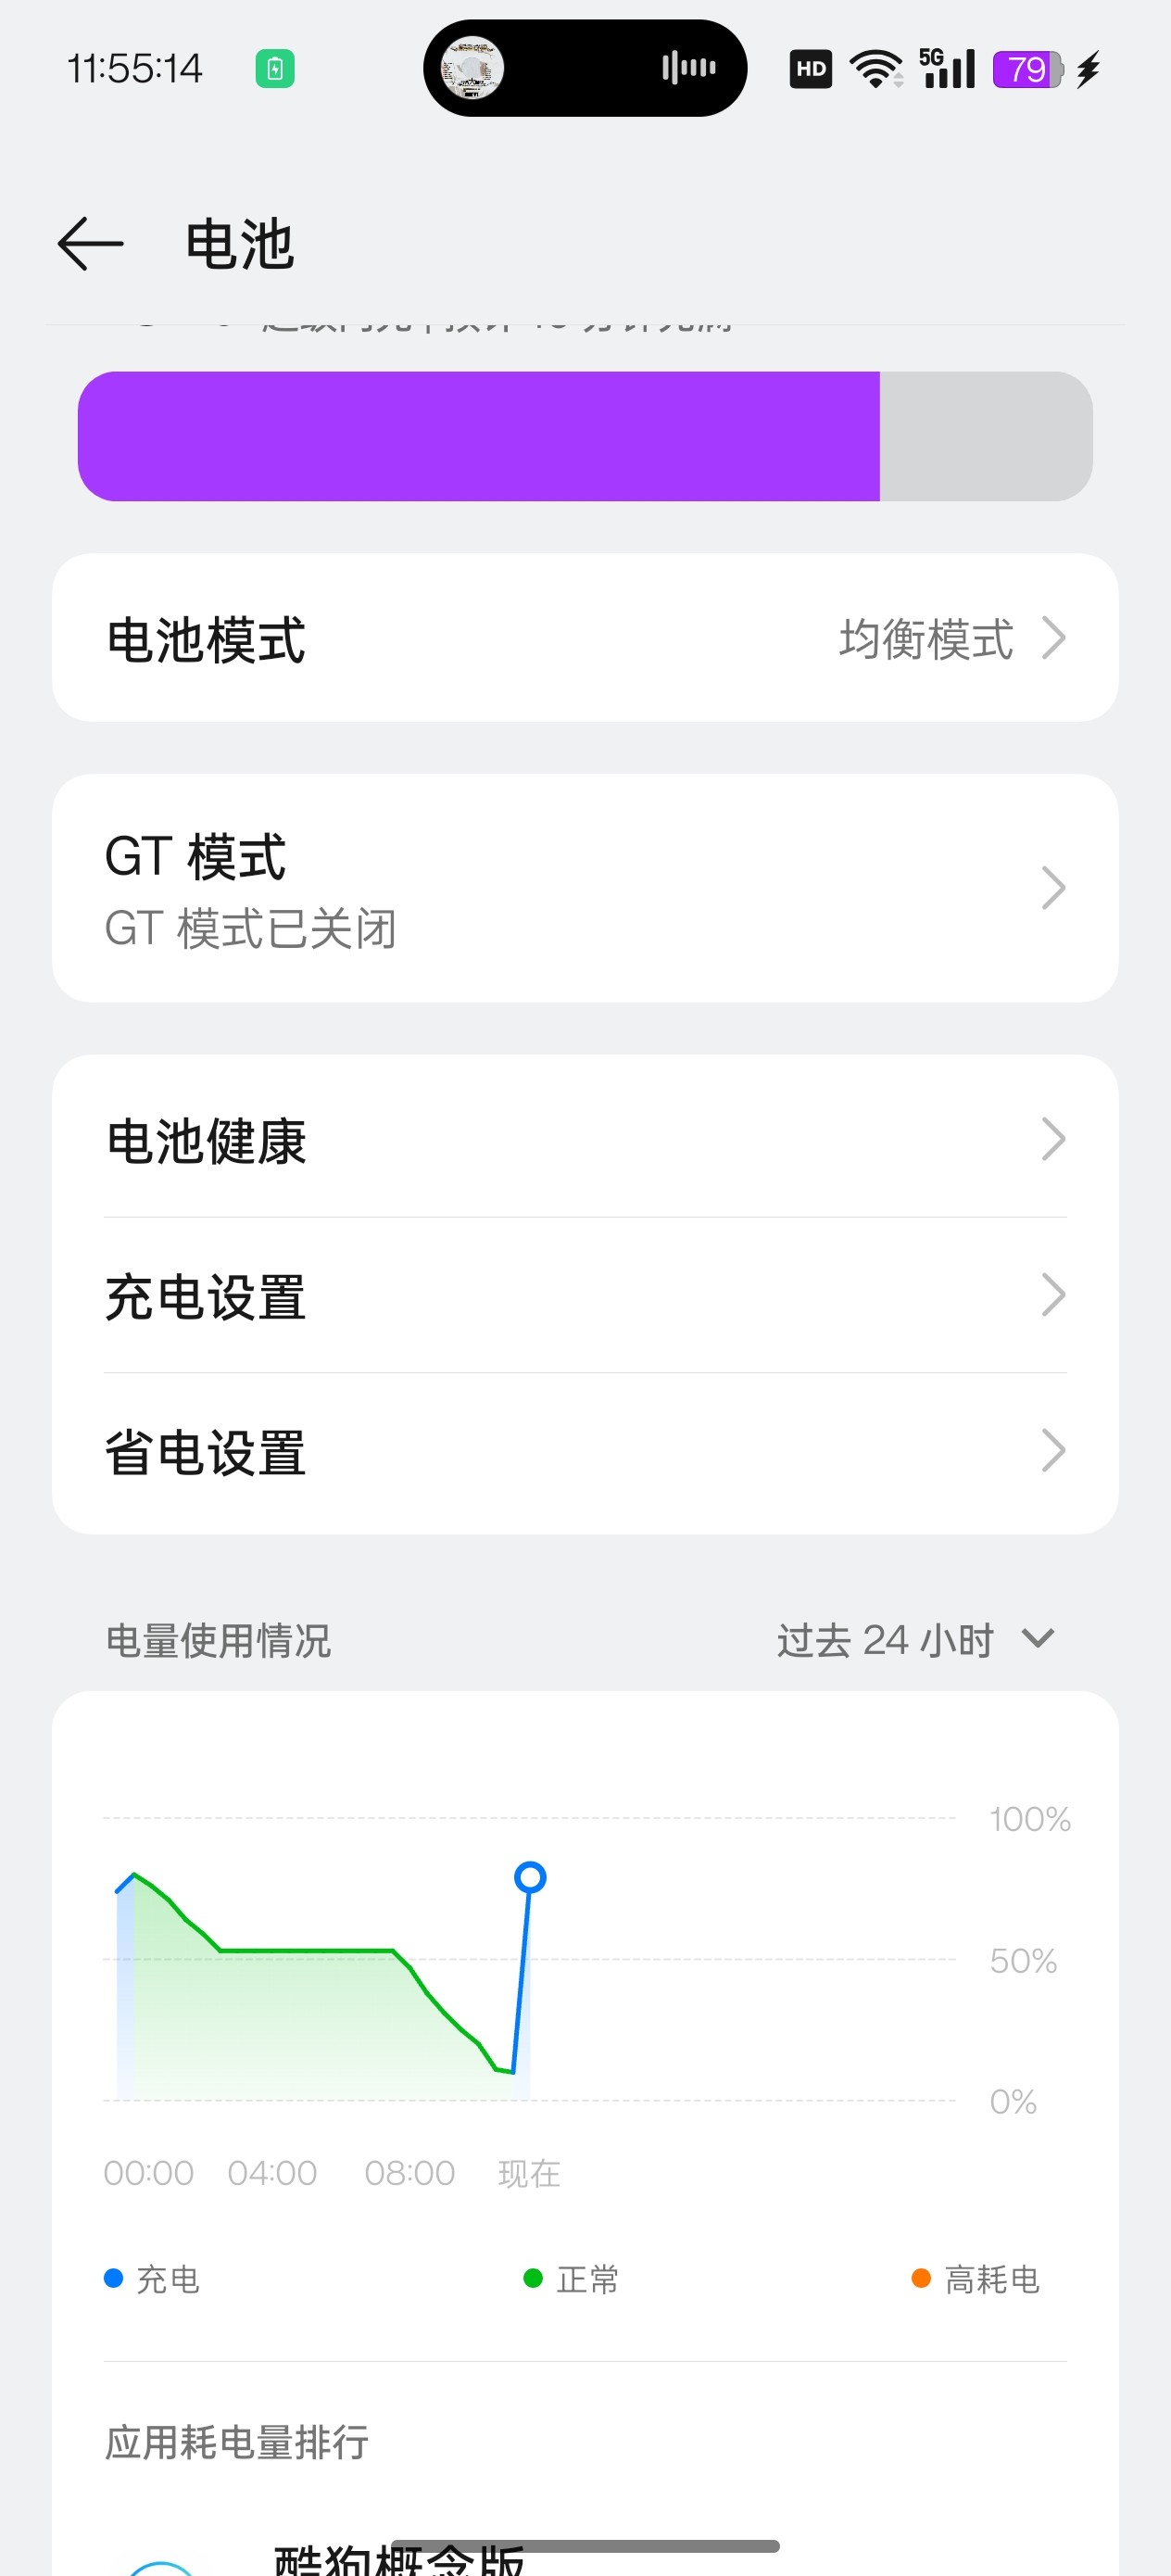 11:55:14
HD 5G 79
电池
电池模式 均衡模式
GT 模式
GT 模式已关闭
电池健康
充电设置
省电设置
电量使用情况 过去 24 小时
100%
50%
0%
00:00 04:00 08:00 现在
充电 正常 高耗电
应用耗电量排行
酷狗概念版